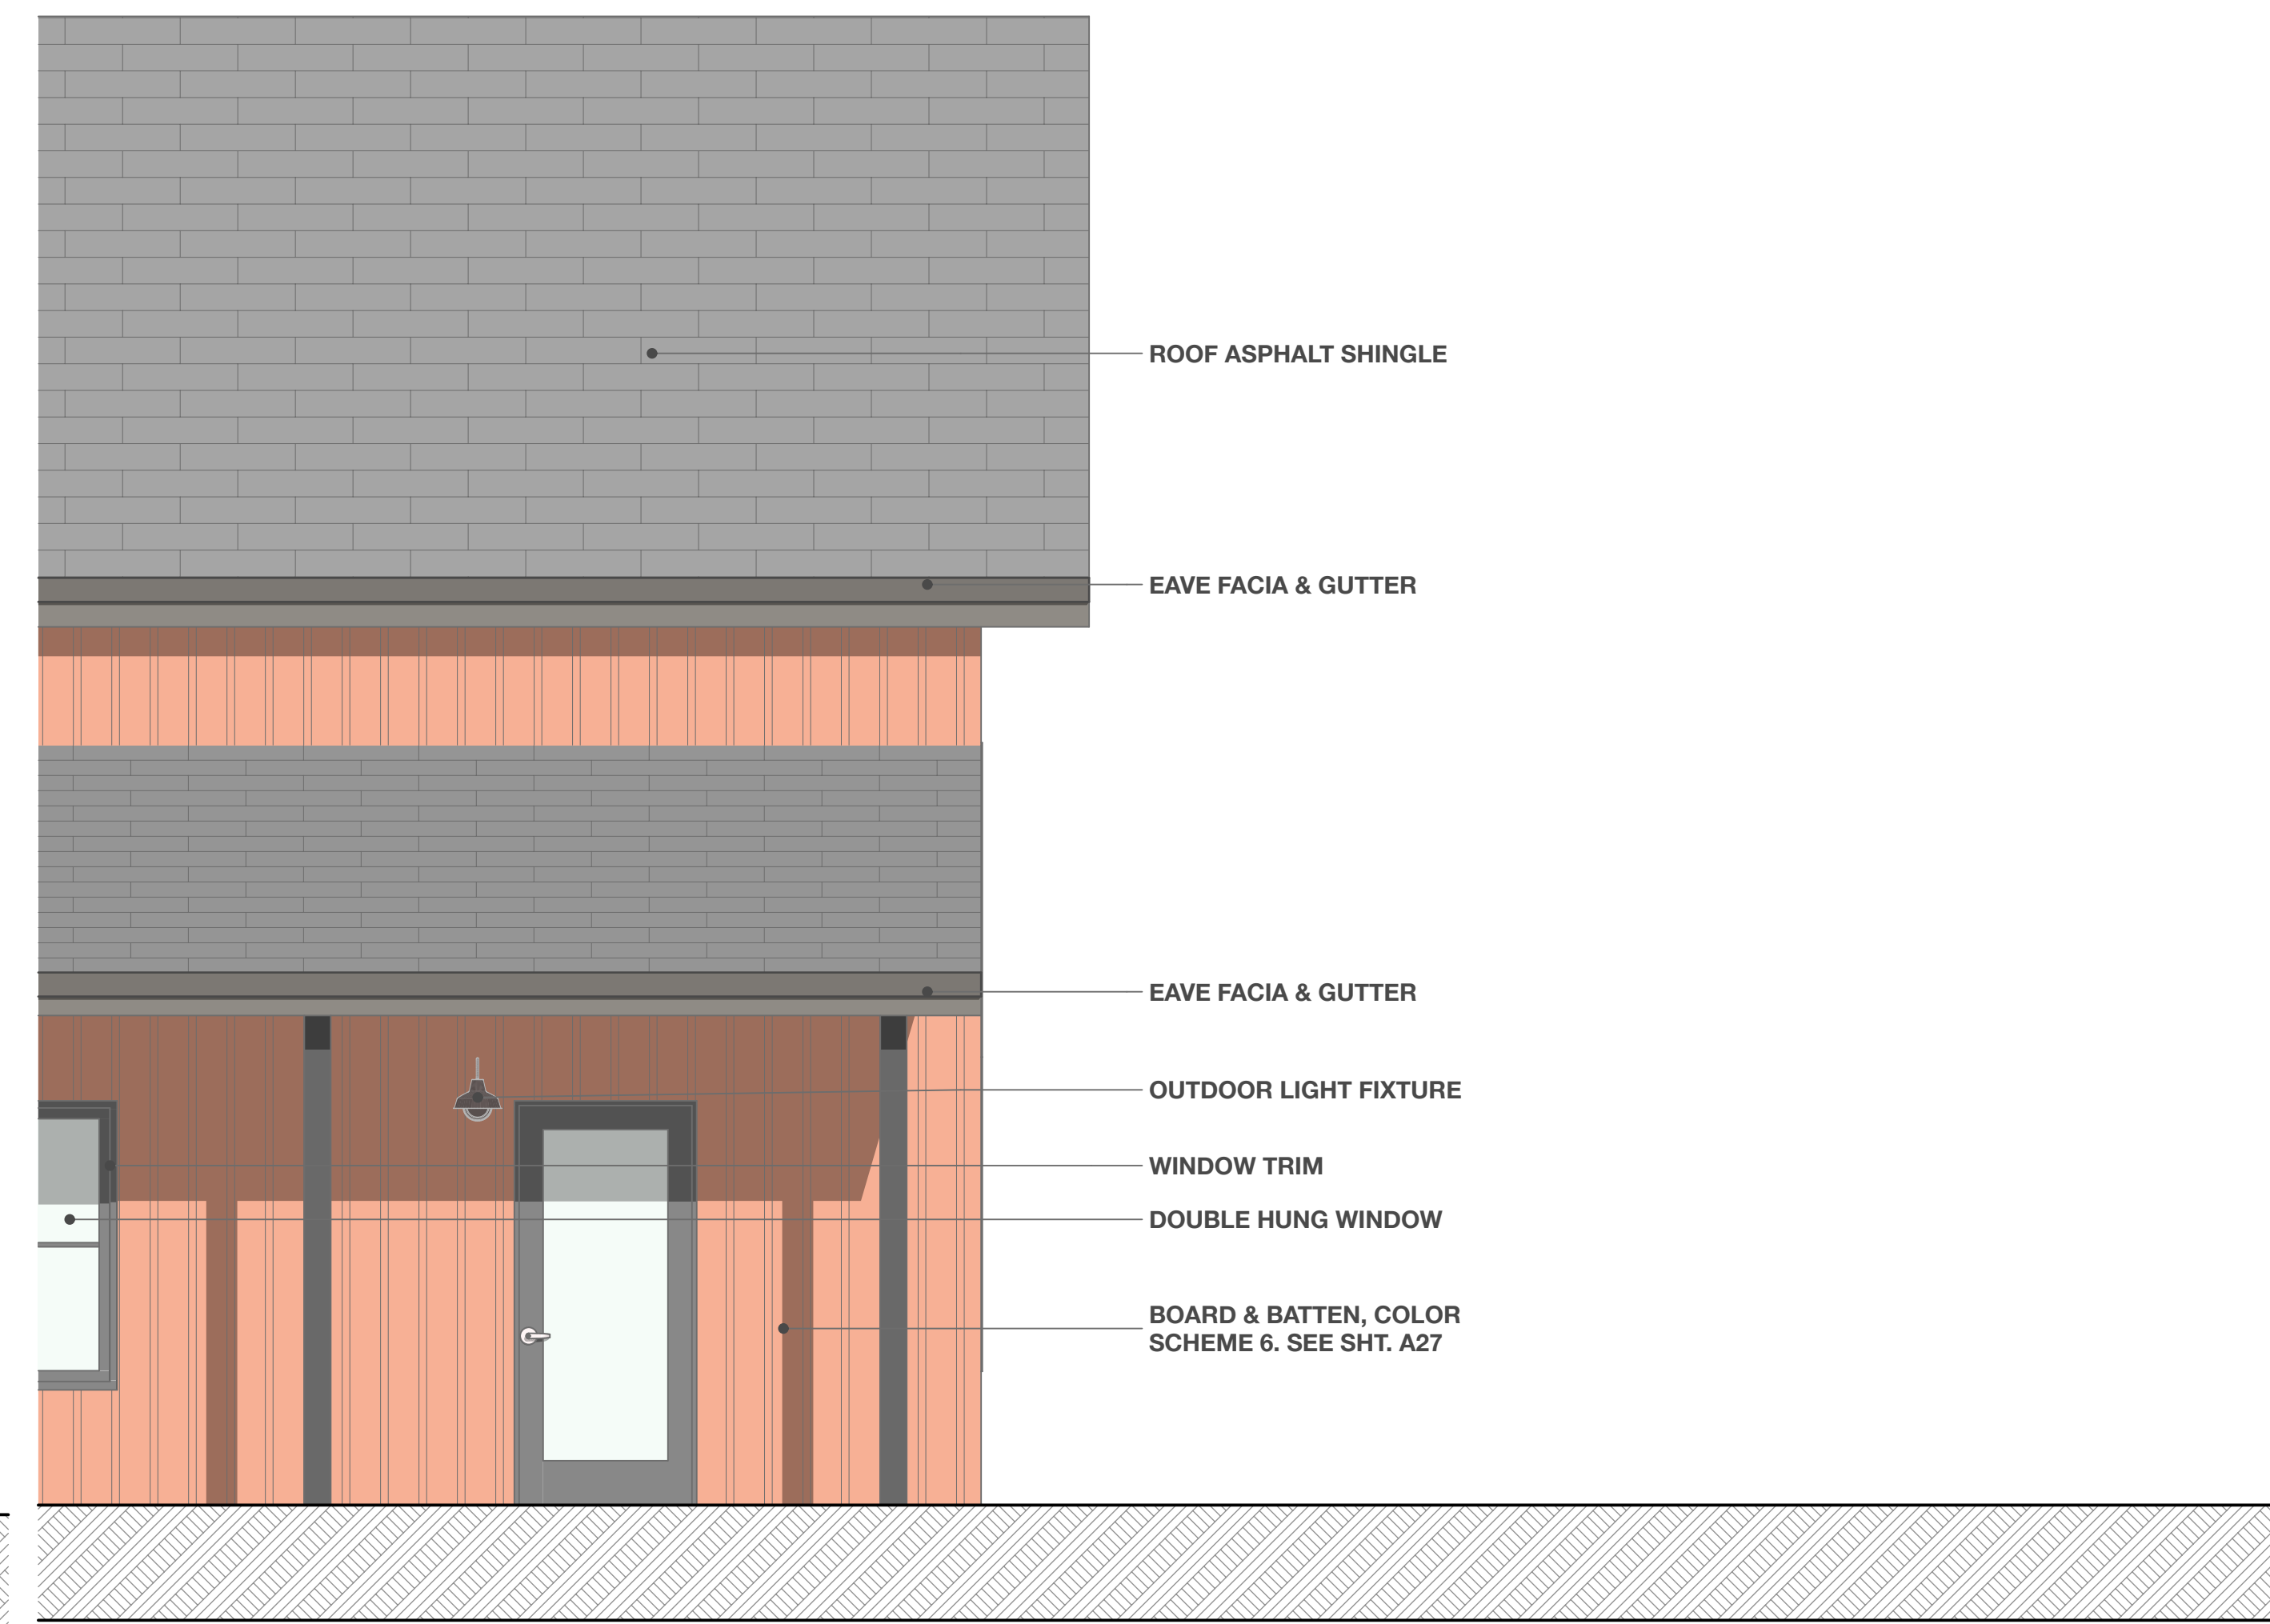 ROOF ASPHALT SHINGLE
EAVE FACIA & GUTTER
EAVE FACIA & GUTTER
OUTDOOR LIGHT FIXTURE
WINDOW TRIM
DOUBLE HUNG WINDOW
BOARD & BATTEN, COLOR
SCHEME 6. SEE SHT. A27